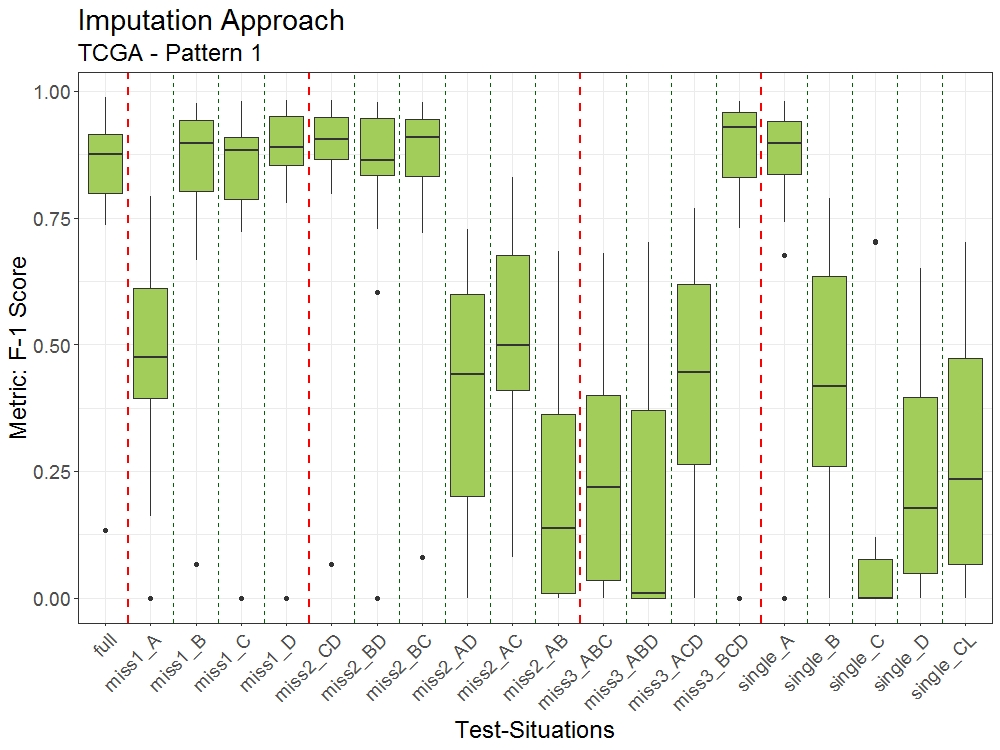 Imputation Approach
TCGA - Pattern 1
Metric: F-1 Score
1.00
0.75
0.50
0.25
0.00
full
miss1_A
miss1_B
miss1_C
miss1_D
miss2_CD
miss2_BD
miss2_BC
miss2_AD
miss2_AC
miss2_AB
miss3_ABC
miss3_ABD
miss3_ACD
miss3_BCD
single_A
single_B
single_C
single_D
single_CL
Test-Situations